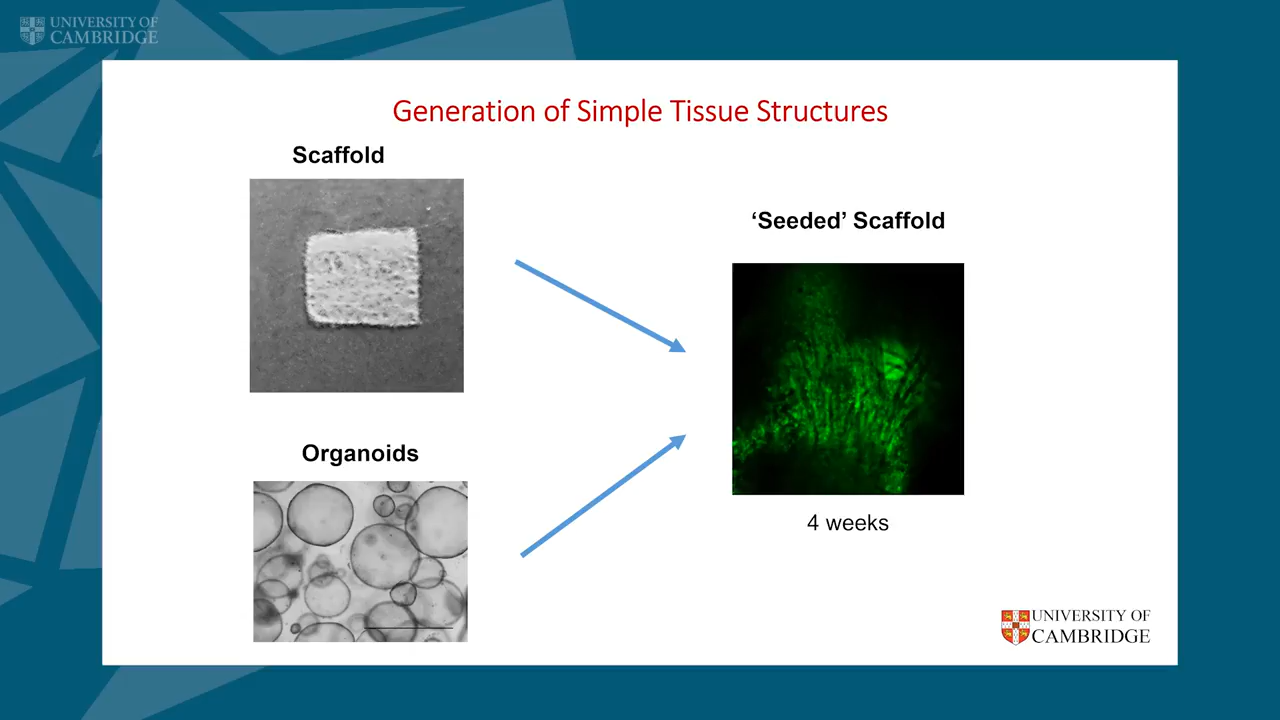 UNIVERSITY OF
CAMBRIDGE
Generation of Simple Tissue Structures
Scaffold
‘Seeded’ Scaffold
Organoids
4 weeks
UNIVERSITY OF
CAMBRIDGE